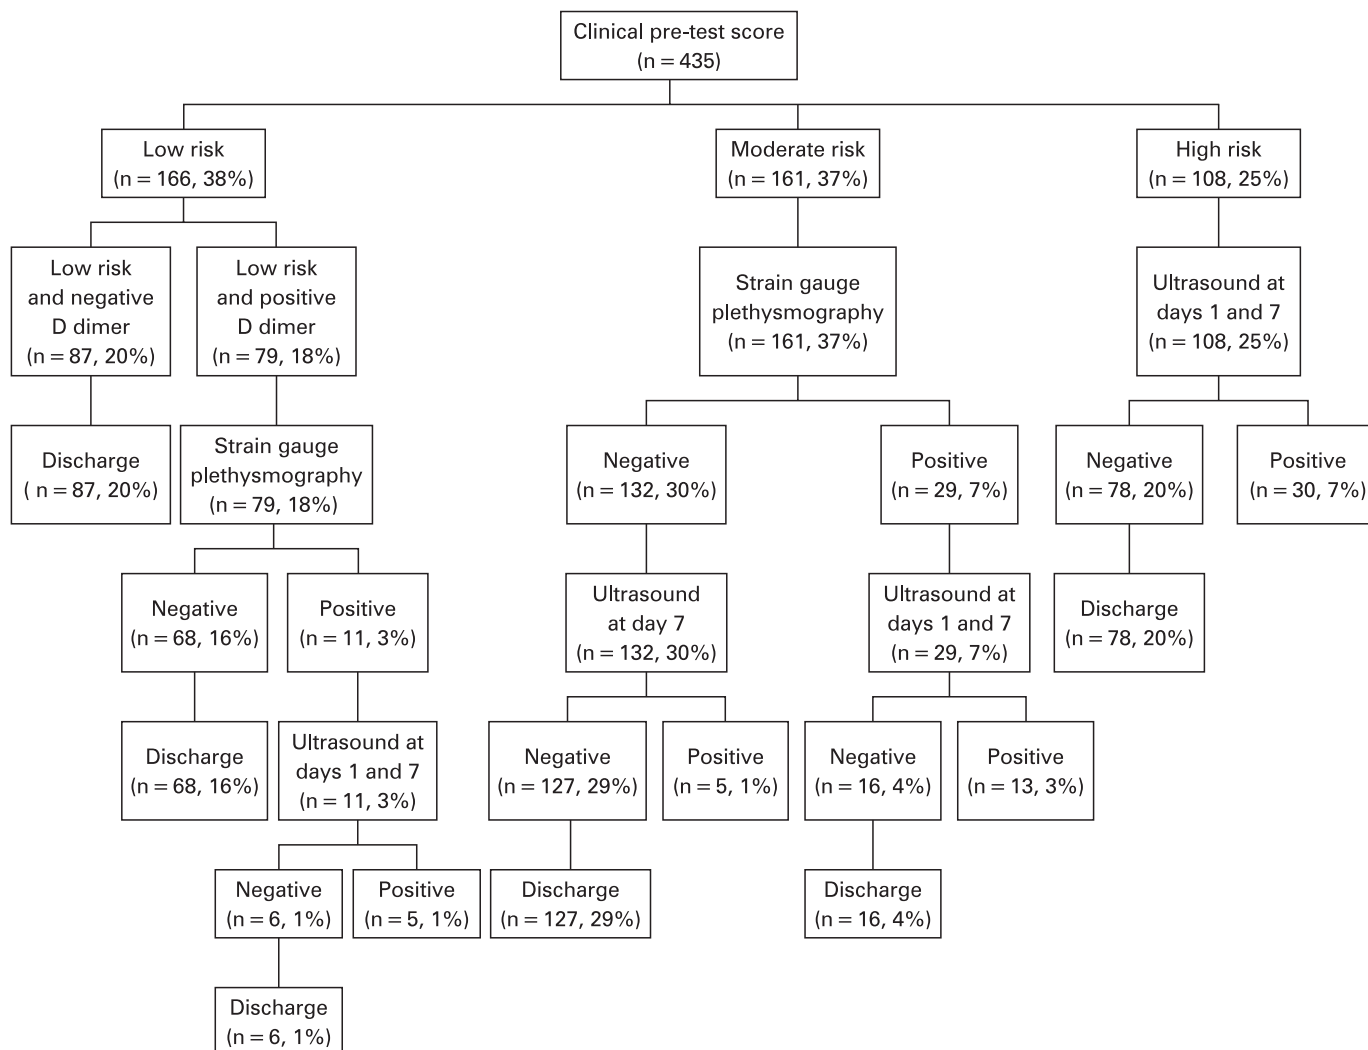 Clinical pre-test score
(n = 435)
Low risk
(n = 166, 38%)
Moderate risk
(n = 161, 37%)
High risk
(n = 108, 25%)
Low risk
and negative
D dimer
(n = 87, 20%)
Low risk
and positive
D dimer
(n = 79, 18%)
Strain gauge
plethysmography
(n = 161, 37%)
Ultrasound at
days 1 and 7
(n = 108, 25%)
Discharge
( n = 87, 20%)
Strain gauge
plethysmography
(n = 79, 18%)
Negative
(n = 132, 30%)
Positive
(n = 29, 7%)
Negative
(n = 78, 20%)
Positive
(n = 30, 7%)
Negative
(n = 68, 16%)
Positive
(n = 11, 3%)
Ultrasound
at day 7
(n = 132, 30%)
Ultrasound at
days 1 and 7
(n = 29, 7%)
Discharge
(n = 78, 20%)
Discharge
(n = 68, 16%)
Ultrasound at
days 1 and 7
(n = 11, 3%)
Negative
(n = 127, 29%)
Positive
(n = 5, 1%)
Negative
(n = 16, 4%)
Positive
(n = 13, 3%)
Negative
(n = 6, 1%)
Positive
(n = 5, 1%)
Discharge
(n = 127, 29%)
Discharge
(n = 16, 4%)
Discharge
(n = 6, 1%)